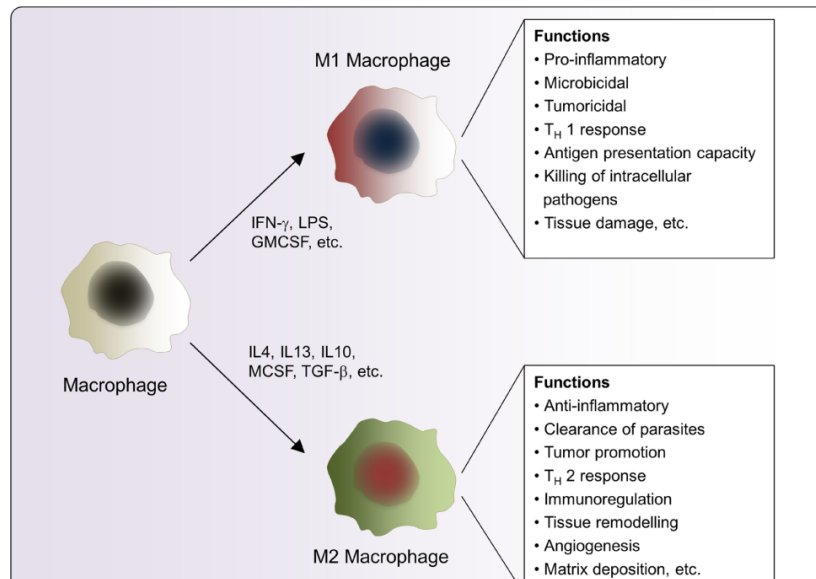 M1 Macrophage
Functions
• Pro-inflammatory
• Microbicidal
• Tumoricidal
• TH 1 response
• Antigen presentation capacity
• Killing of intracellular
pathogens
• Tissue damage, etc.
IFN-γ, LPS,
GMCSF, etc.
Macrophage
IL4, IL13, IL10,
MCSF, TGF-β, etc.
M2 Macrophage
Functions
• Anti-inflammatory
• Clearance of parasites
• Tumor promotion
• TH 2 response
• Immunoregulation
• Tissue remodelling
• Angiogenesis
• Matrix deposition, etc.